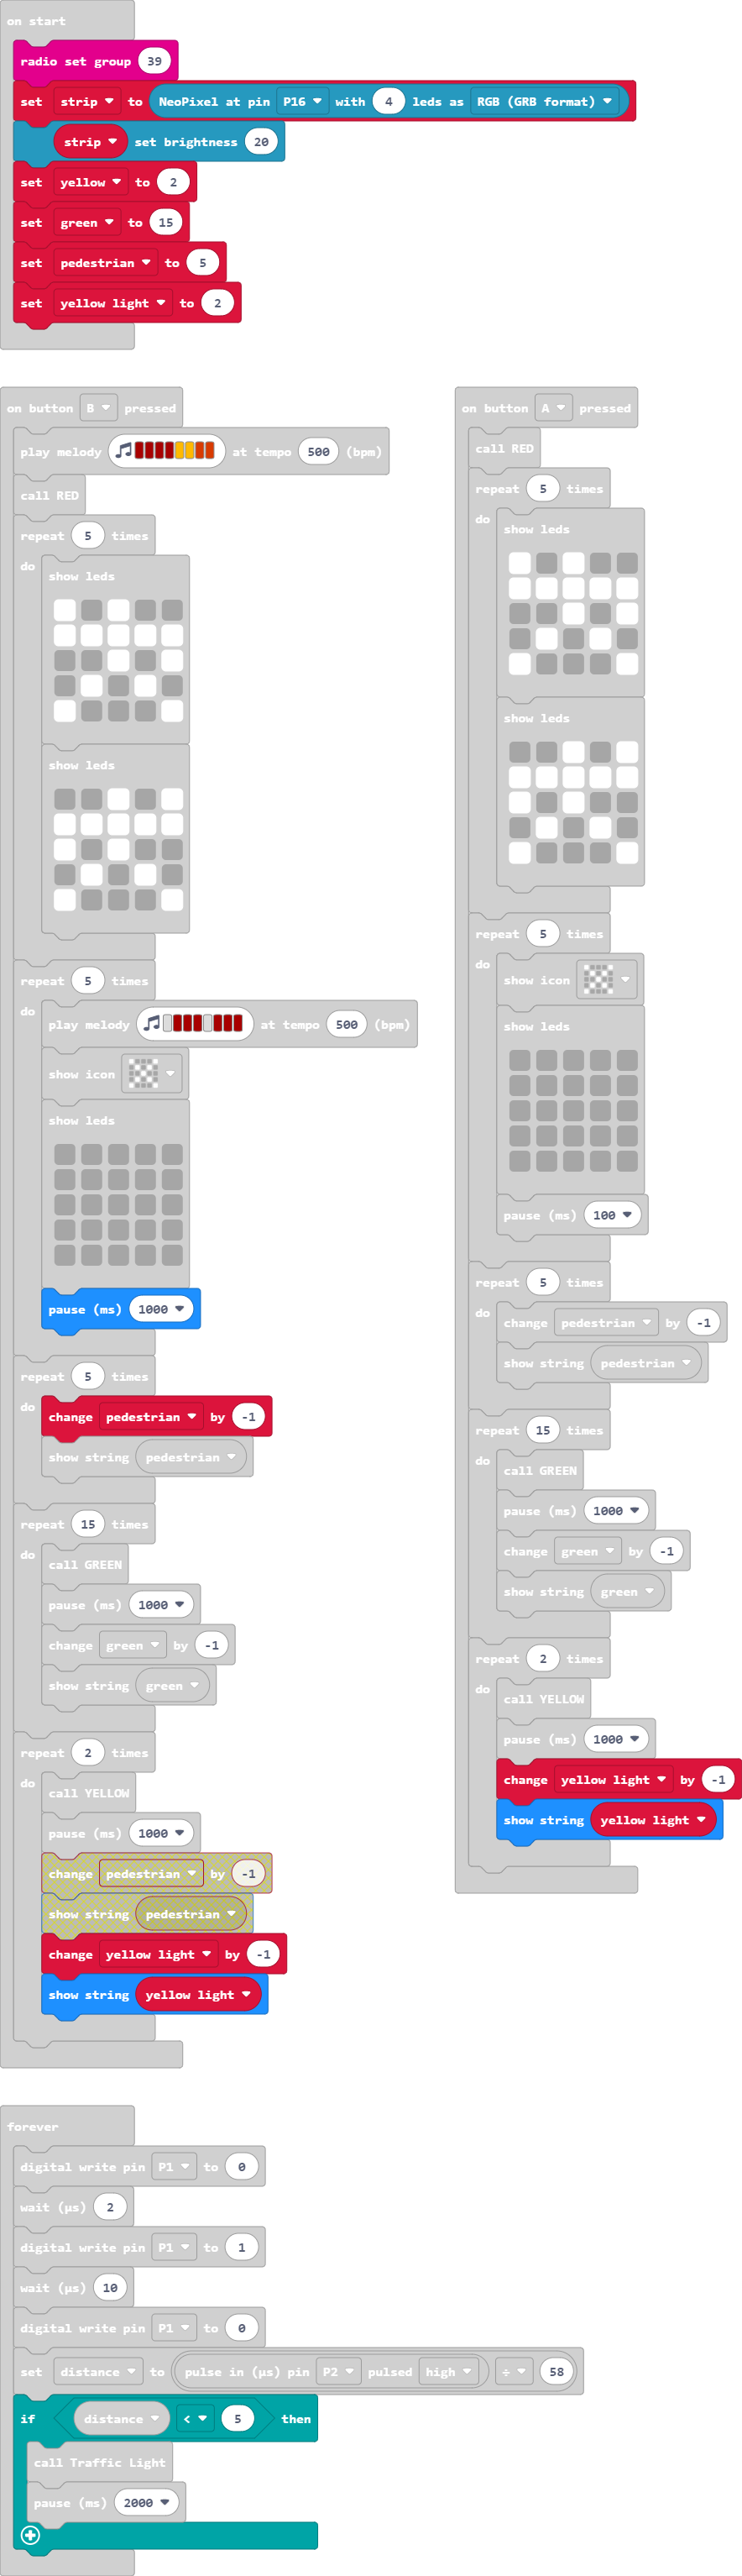 on start
radio set group 39
set strip to NeoPixel at pin P16 with 4 leds as RGB (GRB format)
strip set brightness 20
set yellow to 2
set green to 15
set pedestrian to 5
set yellow light to 2
on button B pressed
play melody at tempo 500 (bpm)
call RED
repeat 5 times
do
show leds
show leds
repeat 5 times
do
play melody at tempo 500 (bpm)
show icon
show leds
pause (ms) 1000
repeat 5 times
do
change pedestrian by -1
show string pedestrian
repeat 15 times
do
call GREEN
pause (ms) 1000
change green by -1
show string green
repeat 2 times
do
call YELLOW
pause (ms) 1000
change pedestrian by -1
show string pedestrian
change yellow light by -1
show string yellow light
on button A pressed
call RED
repeat 5 times
do
show leds
show leds
repeat 5 times
do
show icon
show leds
pause (ms) 100
repeat 5 times
do
change pedestrian by -1
show string pedestrian
repeat 15 times
do
call GREEN
pause (ms) 1000
change green by -1
show string green
repeat 2 times
do
call YELLOW
pause (ms) 1000
change yellow light by -1
show string yellow light
forever
digital write pin P1 to 0
wait (µs) 2
digital write pin P1 to 1
wait (µs) 10
digital write pin P1 to 0
set distance to pulse in (µs) pin P2 pulsed high ÷ 58
if distance < 5 then
call Traffic Light
pause (ms) 2000